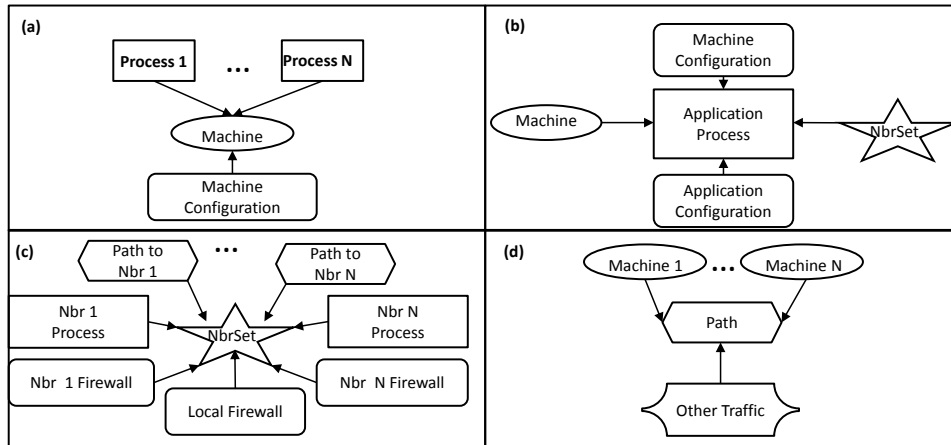 (a)
Process 1
...
Process N
Machine
Machine
Configuration
(b)
Machine
Configuration
Machine
Application
Process
NbrSet
Application
Configuration
(c)
Path to
Nbr 1
...
Path to
Nbr N
Nbr 1
Process
NbrSet
Nbr N
Process
Nbr 1 Firewall
Local Firewall
Nbr N Firewall
(d)
Machine 1
...
Machine N
Path
Other Traffic